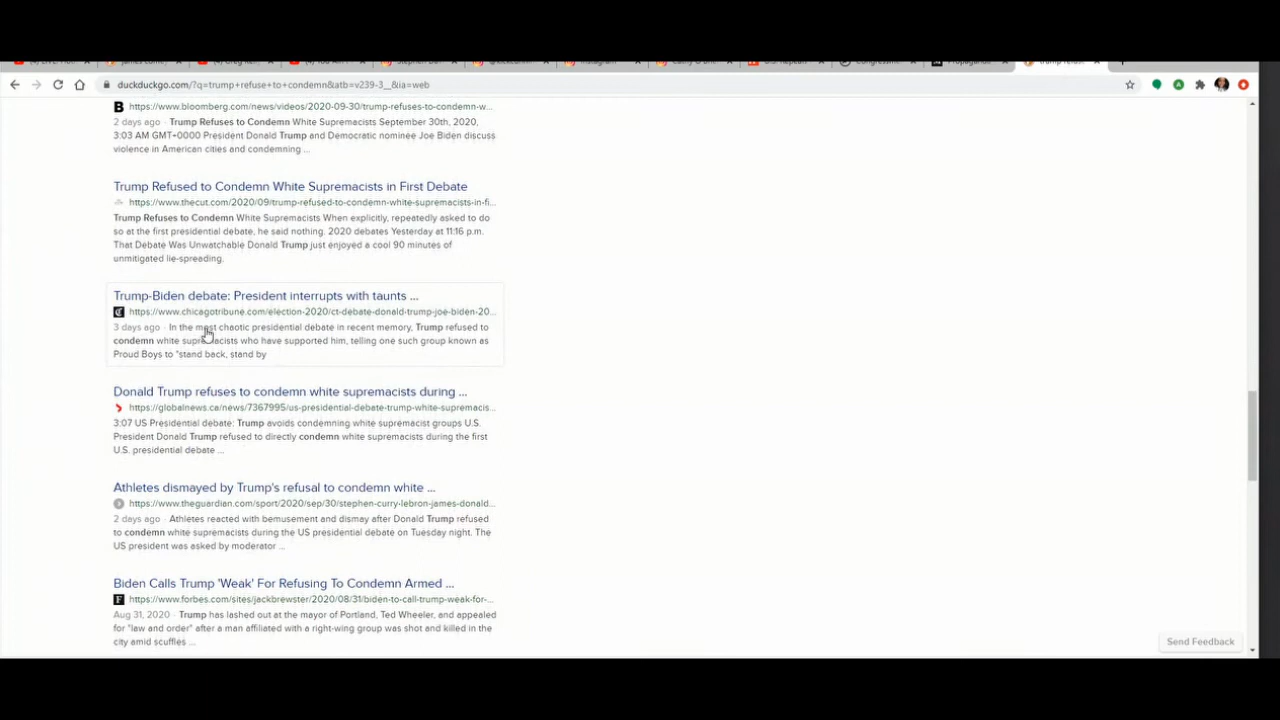 duckduckgo.com/?q=trump+refuse+to+condemn&atb=v239-3__&ia=web
https://www.bloomberg.com/news/videos/2020-09-30/trump-refuses-to-condemn-w...
2 days ago · Trump Refuses to Condemn White Supremacists September 30th, 2020,
3:03 AM GMT+0000 President Donald Trump and Democratic nominee Joe Biden discuss
violence in American cities and condemning ...
Trump Refused to Condemn White Supremacists in First Debate
https://www.thecut.com/2020/09/trump-refused-to-condemn-white-supremacists-in-fi...
Trump Refuses to Condemn White Supremacists When explicitly, repeatedly asked to do
so at the first presidential debate, he said nothing. 2020 debates Yesterday at 11:16 p.m.
That Debate Was Unwatchable Donald Trump just enjoyed a cool 90 minutes of
unmitigated lie-spreading.
Trump-Biden debate: President interrupts with taunts ...
https://www.chicagotribune.com/election-2020/ct-debate-donald-trump-joe-biden-20...
3 days ago · In the most chaotic presidential debate in recent memory, Trump refused to
condemn white supremacists who have supported him, telling one such group known as
Proud Boys to "stand back, stand by
Donald Trump refuses to condemn white supremacists during ...
https://globalnews.ca/news/7367995/us-presidential-debate-trump-white-supremacis...
3:07 US Presidential debate: Trump avoids condemning white supremacist groups U.S.
President Donald Trump refused to directly condemn white supremacists during the first
U.S. presidential debate ...
Athletes dismayed by Trump's refusal to condemn white ...
https://www.theguardian.com/sport/2020/sep/30/stephen-curry-lebron-james-donald...
2 days ago · Athletes reacted with bemusement and dismay after Donald Trump refused
to condemn white supremacists during the US presidential debate on Tuesday night. The
US president was asked by moderator ...
Biden Calls Trump 'Weak' For Refusing To Condemn Armed ...
https://www.forbes.com/sites/jackbrewster/2020/08/31/biden-to-call-trump-weak-for-...
Aug 31, 2020 · Trump has lashed out at the mayor of Portland, Ted Wheeler, and appealed
for "law and order" after a man affiliated with a right-wing group was shot and killed in the
city amid scuffles ...
Send Feedback